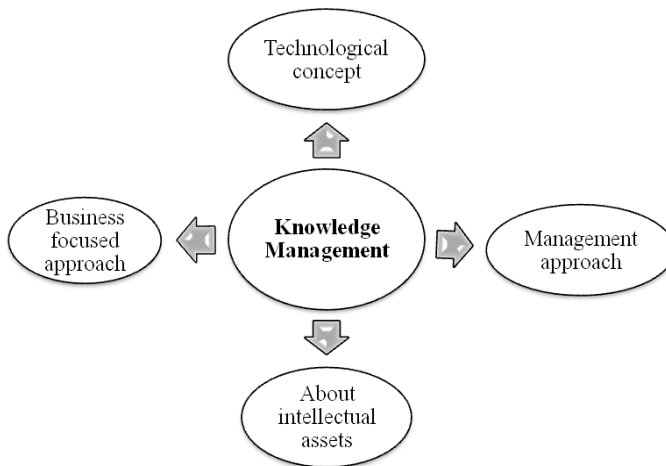 Technological
concept
Business
focused
approach
Knowledge
Management
Management
approach
About
intellectual
assets